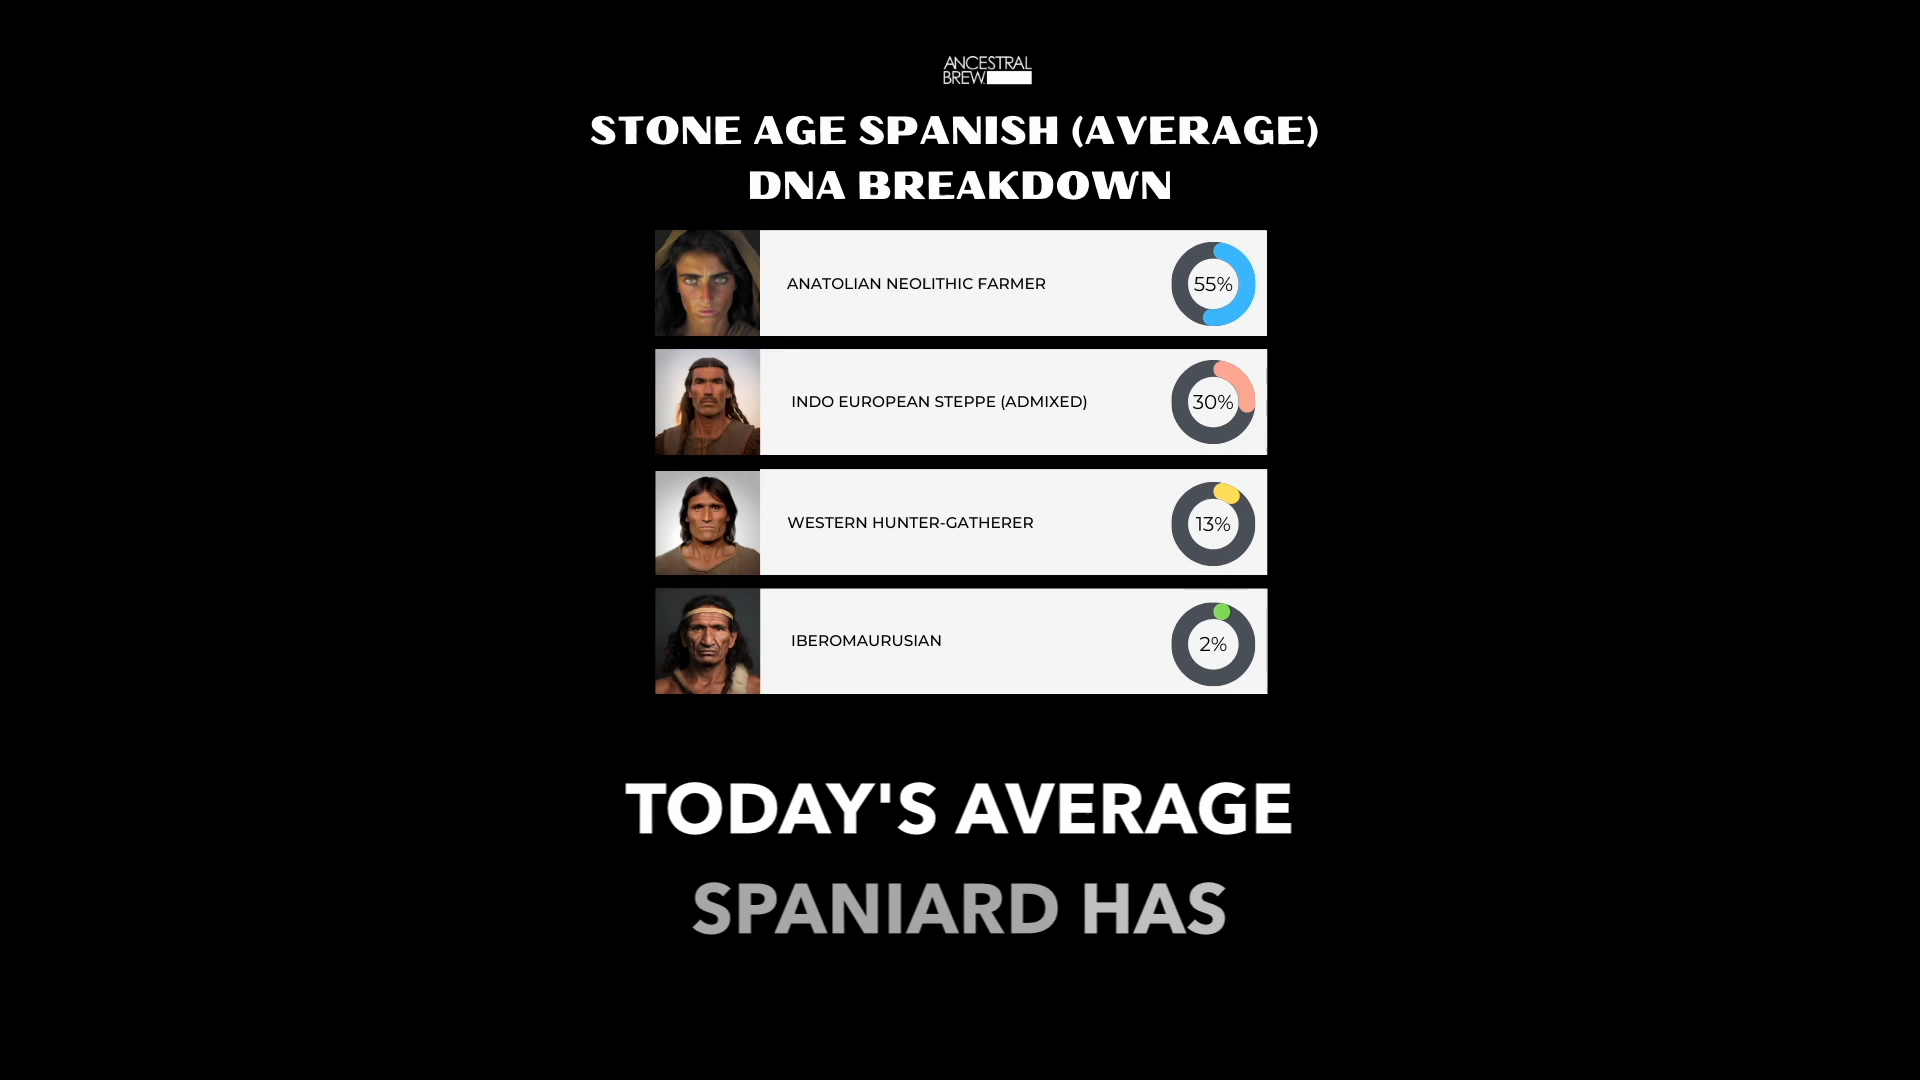 ANCESTRAL
BREW.
STONE AGE SPANISH (AVERAGE)
DNA BREAKDOWN
ANATOLIAN NEOLITHIC FARMER
55%
INDO EUROPEAN STEPPE (ADMIXED)
30%
WESTERN HUNTER-GATHERER
13%
IBEROMAURUSIAN
2%
TODAY'S AVERAGE
SPANIARD HAS